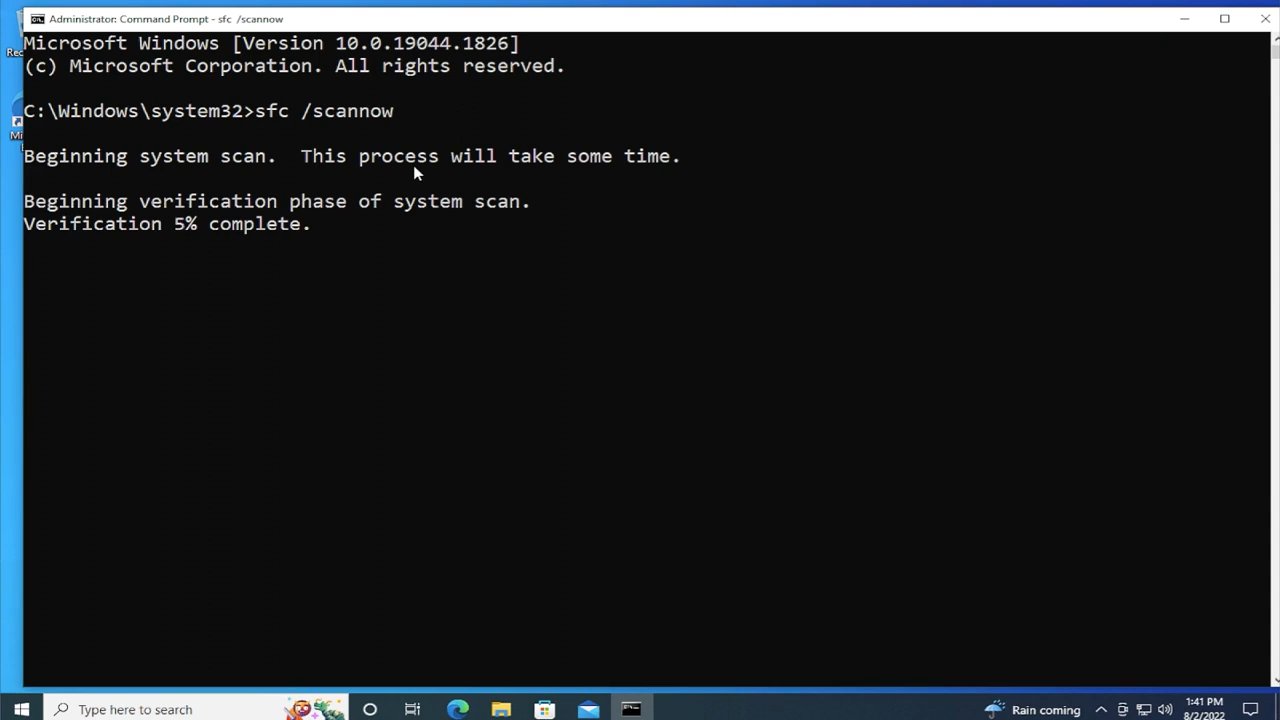 Administrator: Command Prompt - sfc /scannow
Microsoft Windows [Version 10.0.19044.1826]
(c) Microsoft Corporation. All rights reserved.
C:\Windows\system32>sfc /scannow
Beginning system scan.  This process will take some time.
Beginning verification phase of system scan.
Verification 5% complete.
Type here to search
Rain coming
1:41 PM
8/2/2022